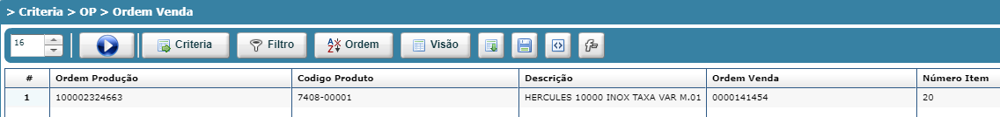 > Criteria > OP > Ordem Venda
16 Criteria Filtro Ordem Visão
# Ordem Produção Codigo Produto Descrição Ordem Venda Número Item
1 100002324663 7408-00001 HERCULES 10000 INOX TAXA VAR M.01 0000141454 20